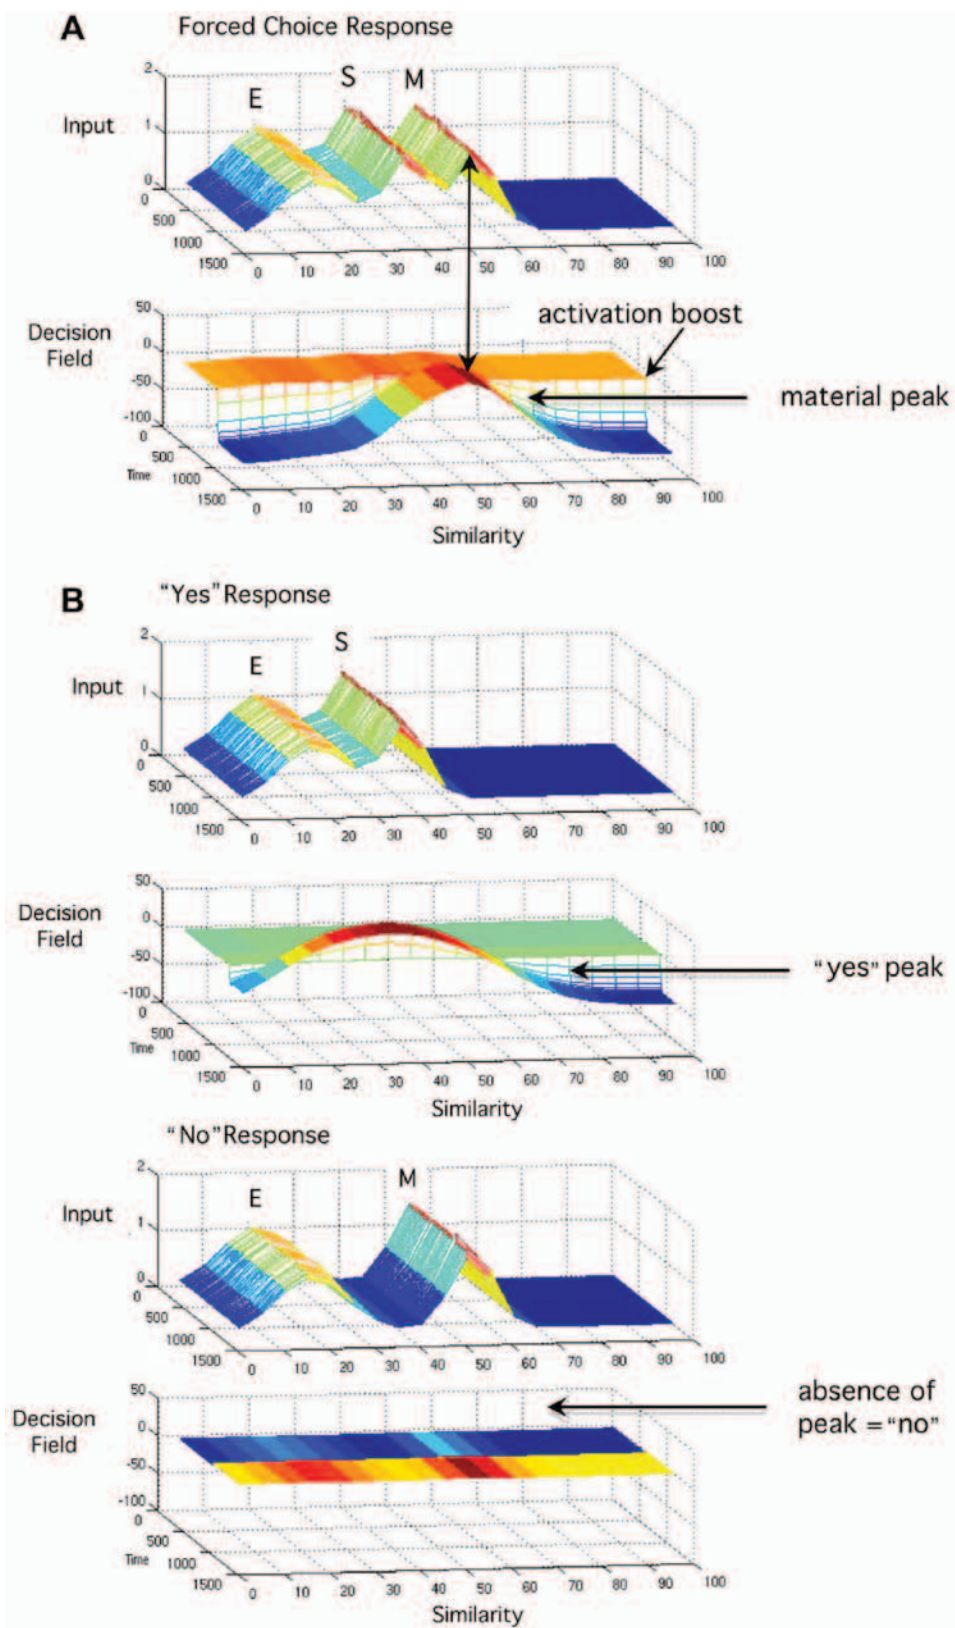 A Forced Choice Response
E S M
Input
2
1
0
0
500
1000
1500
0 10 20 30 40 50 60 70 80 90 100
Decision
Field
50
0
-50
-100
activation boost
material peak
0
500
Time 1000
1500
0 10 20 30 40 50 60 70 80 90 100
Similarity
B "Yes" Response
E S
Input
2
1
0
0
500
1000
1500
0 10 20 30 40 50 60 70 80 90 100
Decision
Field
50
0
-50
-100
"yes" peak
0
500
Time 1000
1500
0 10 20 30 40 50 60 70 80 90 100
Similarity
"No" Response
E M
Input
2
1
0
0
500
1000
1500
0 10 20 30 40 50 60 70 80 90 100
Decision
Field
50
0
-50
-100
absence of
peak = "no"
0
500
Time 1000
1500
0 10 20 30 40 50 60 70 80 90 100
Similarity